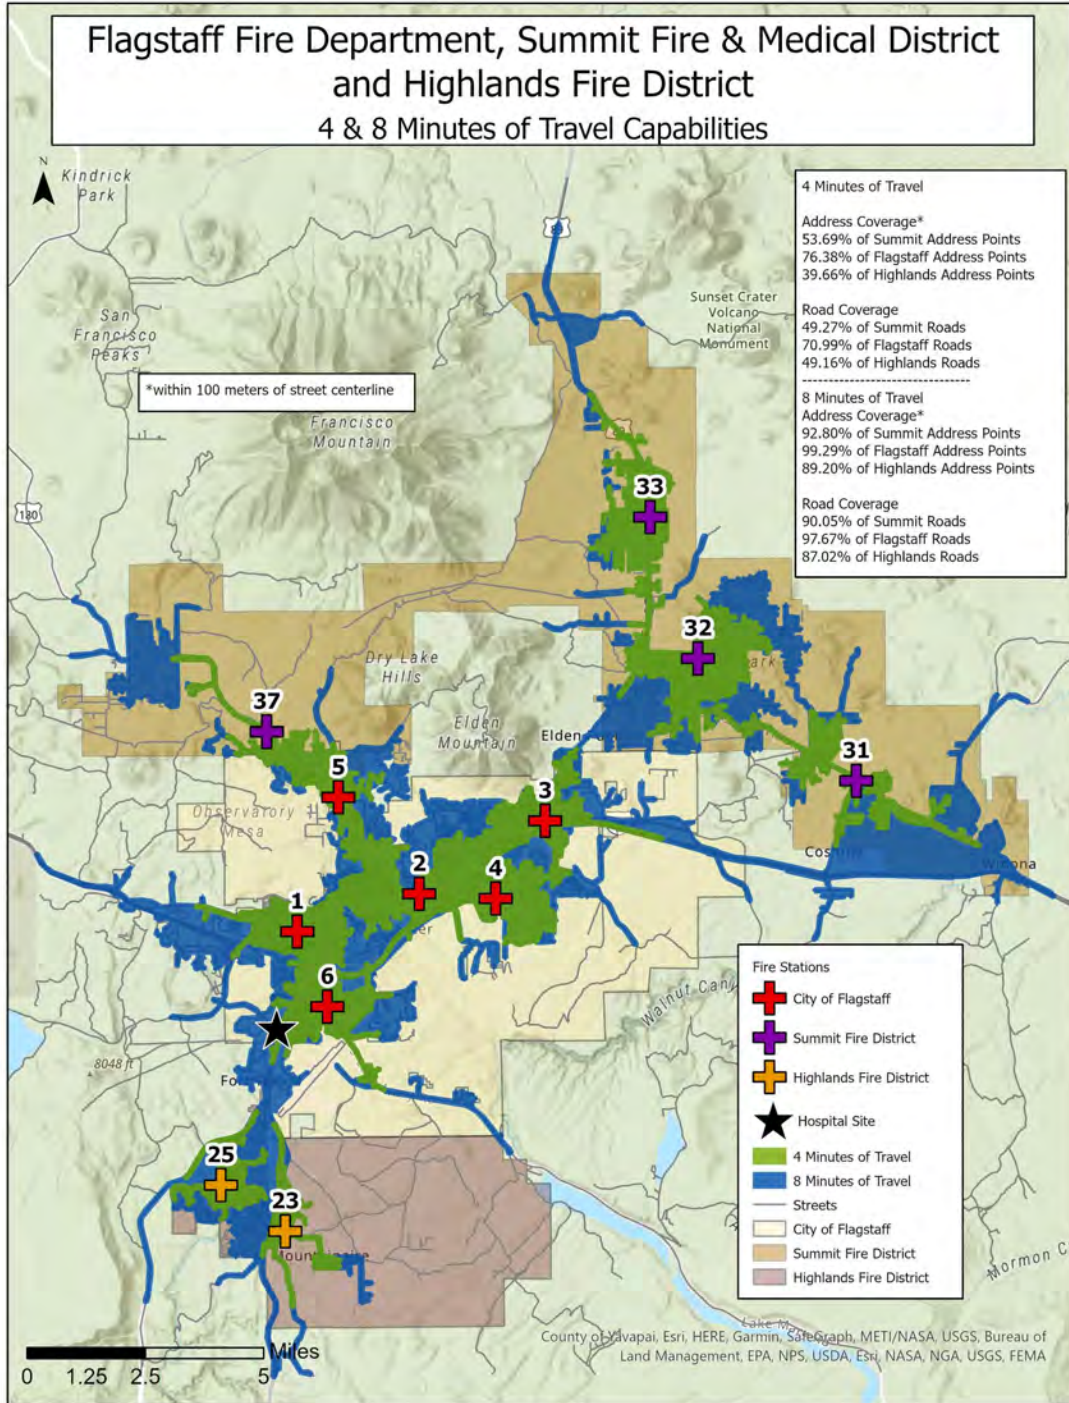 Flagstaff Fire Department, Summit Fire & Medical District
and Highlands Fire District
4 & 8 Minutes of Travel Capabilities
N
Kindrick
Park
4 Minutes of Travel
Address Coverage*
53.69% of Summit Address Points
76.38% of Flagstaff Address Points
39.66% of Highlands Address Points
Road Coverage
49.27% of Summit Roads
70.99% of Flagstaff Roads
49.16% of Highlands Roads
--------------------------------
8 Minutes of Travel
Address Coverage*
92.80% of Summit Address Points
99.29% of Flagstaff Address Points
89.20% of Highlands Address Points
Road Coverage
90.05% of Summit Roads
97.67% of Flagstaff Roads
87.02% of Highlands Roads
89
Sunset Crater
Volcano
National
Monument
San
Francisco
Peaks
*within 100 meters of street centerline
Francisco
Mountain
180
33
32
Dry Lake
Hills
37
Elden
Mountain
Elden
31
5
3
Observatory
Mesa
2
4
Winona
1
6
Walnut Cany
8048 ft
Fire Stations
City of Flagstaff
Summit Fire District
Highlands Fire District
Hospital Site
4 Minutes of Travel
8 Minutes of Travel
Streets
City of Flagstaff
Summit Fire District
Highlands Fire District
25
23
Mountainaire
Mormon C
Lake M
County of Yavapai, Esri, HERE, Garmin, SafeGraph, METI/NASA, USGS, Bureau of
Land Management, EPA, NPS, USDA, Esri, NASA, NGA, USGS, FEMA
Miles
0 1.25 2.5 5